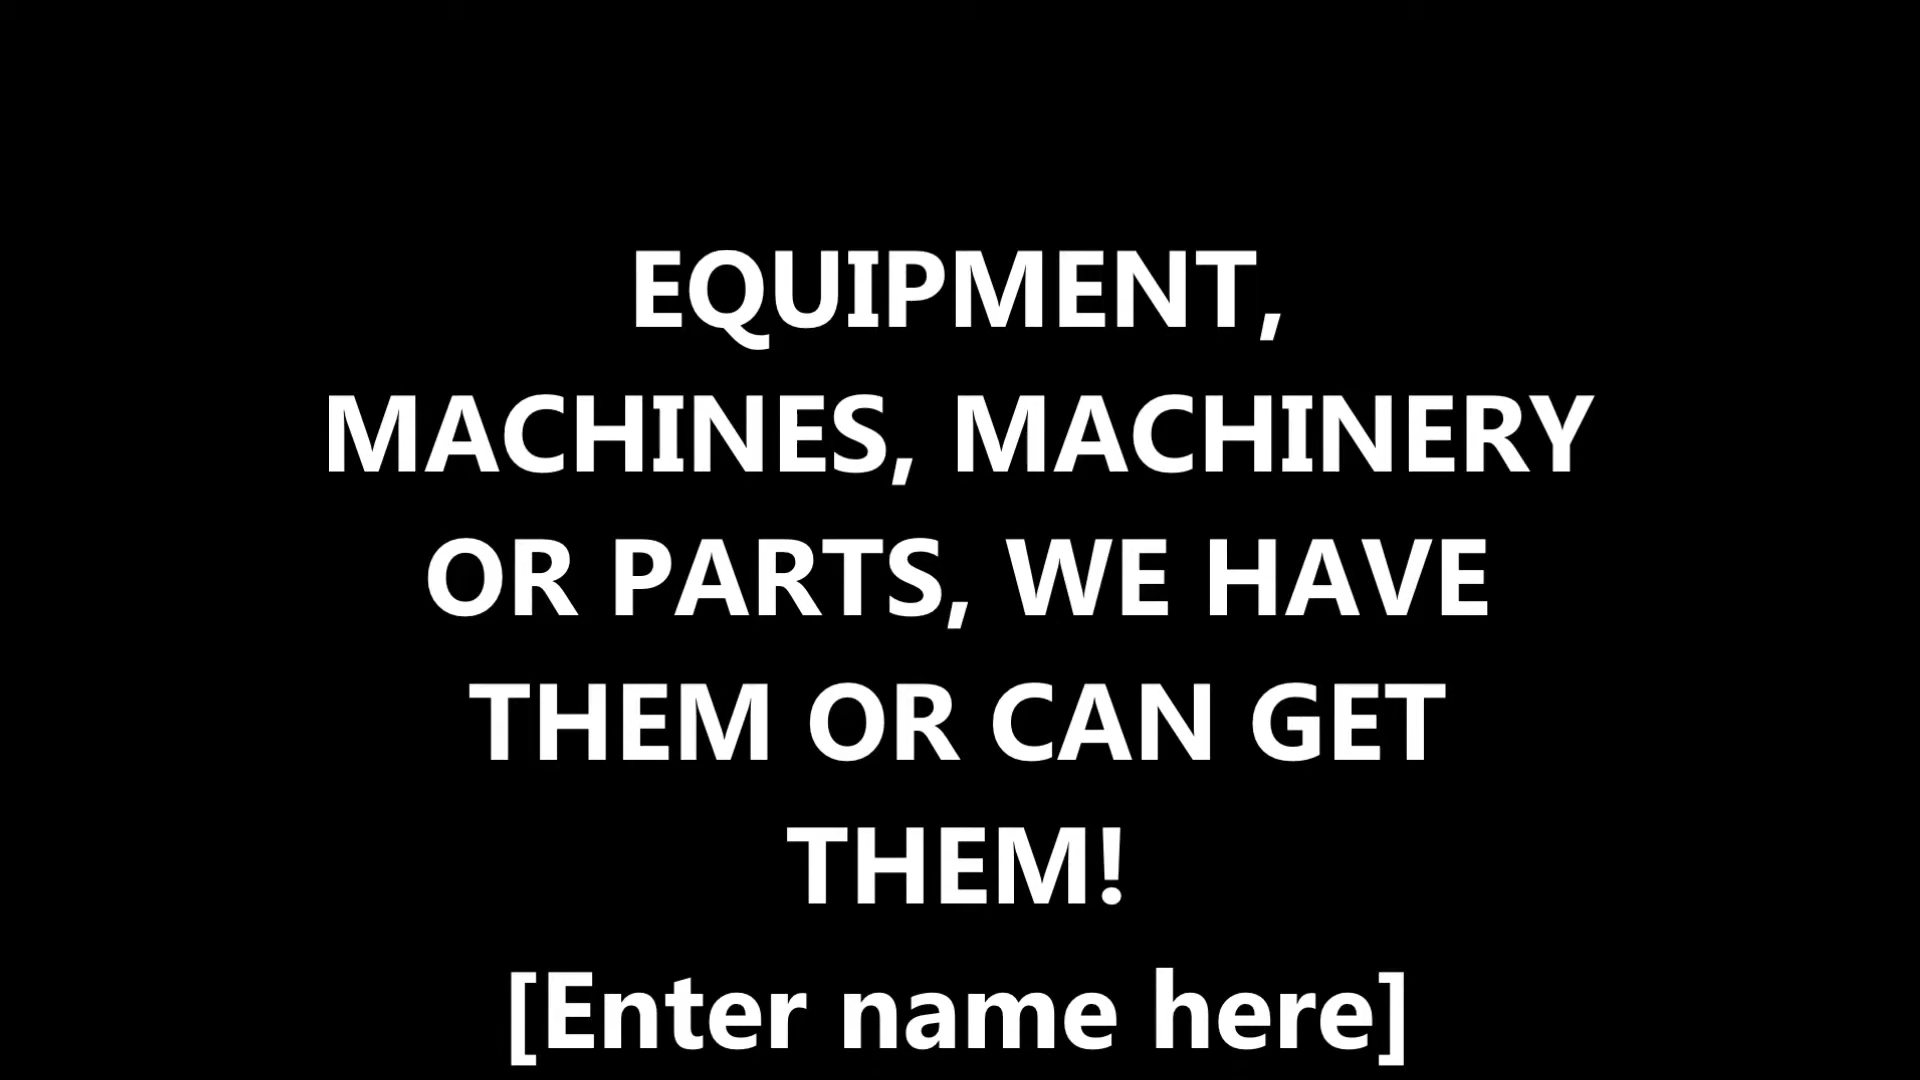 EQUIPMENT,
MACHINES, MACHINERY
OR PARTS, WE HAVE
THEM OR CAN GET
THEM!
[Enter name here]